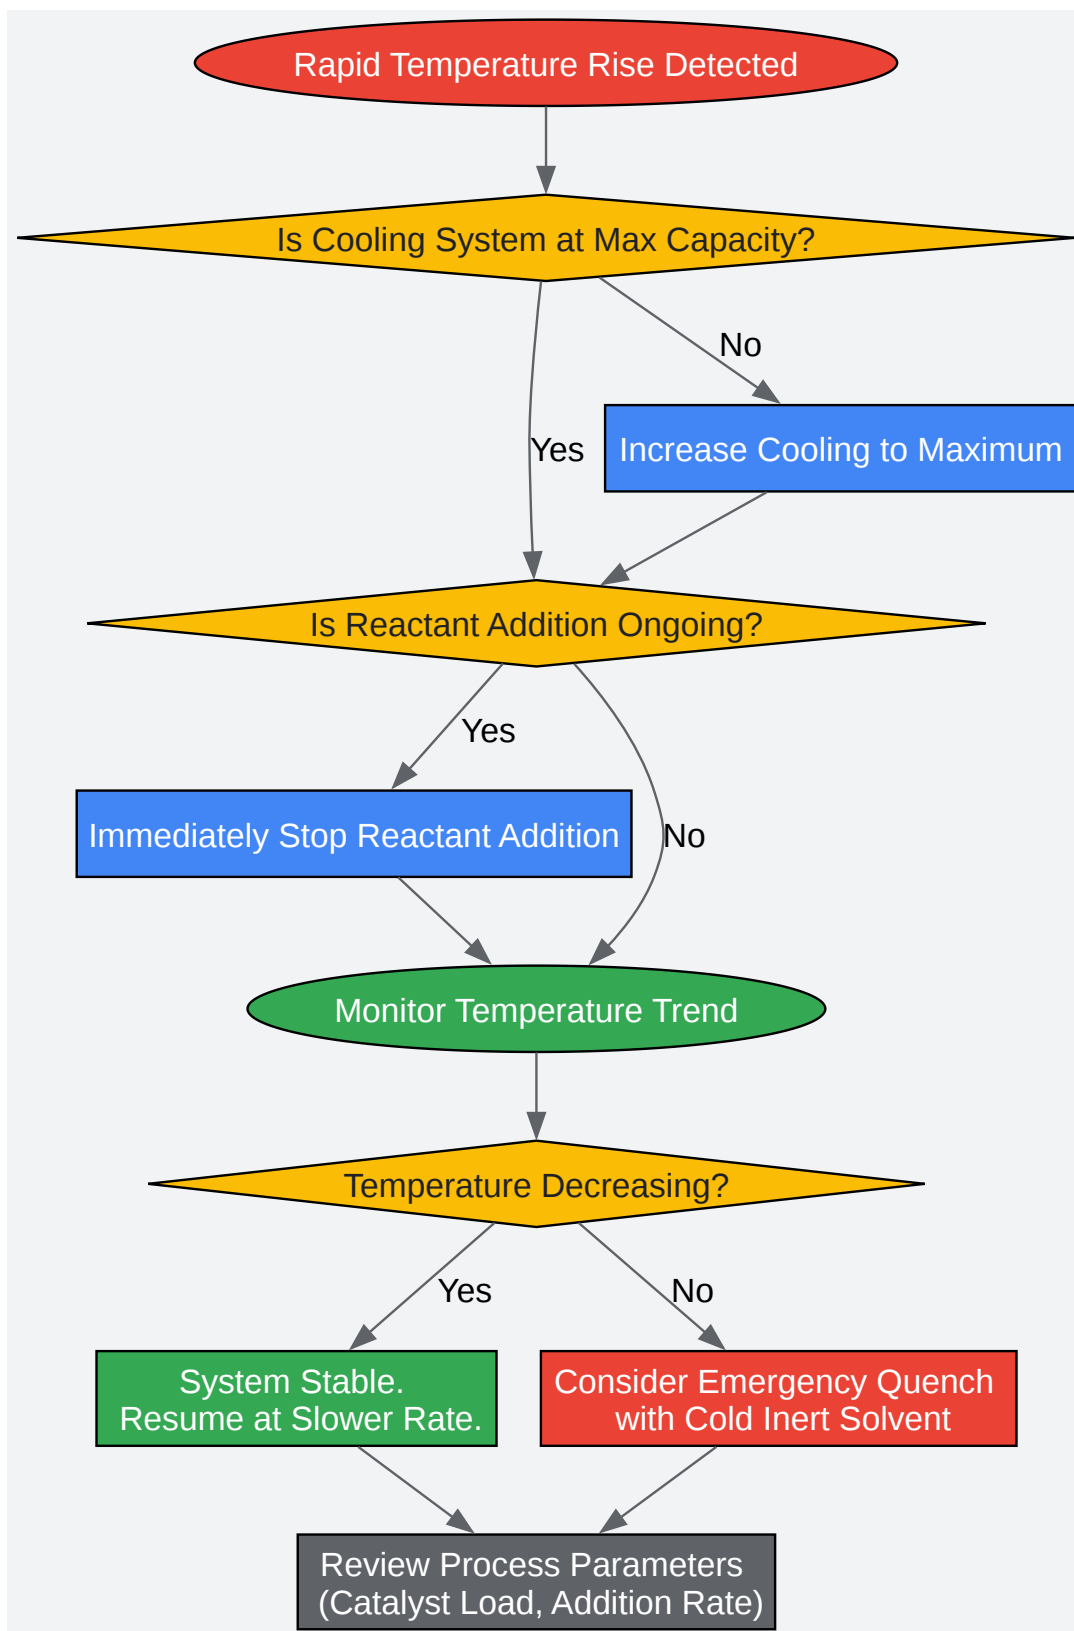 Rapid Temperature Rise Detected
Is Cooling System at Max Capacity?
No
Yes
Increase Cooling to Maximum
Is Reactant Addition Ongoing?
Yes
Immediately Stop Reactant Addition
No
Monitor Temperature Trend
Temperature Decreasing?
Yes
No
System Stable.
Resume at Slower Rate.
Consider Emergency Quench
with Cold Inert Solvent
Review Process Parameters
(Catalyst Load, Addition Rate)